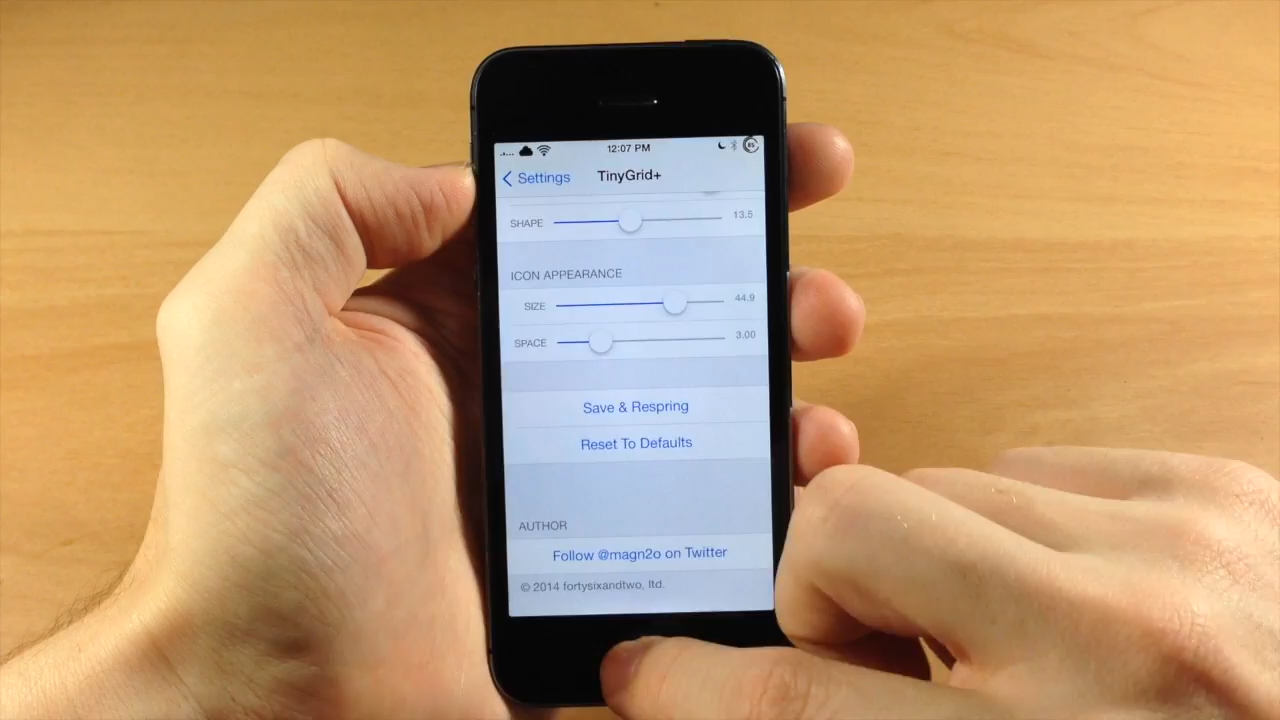 12:07 PM
85
Settings
TinyGrid+
SHAPE 13.5
ICON APPEARANCE
SIZE 44.9
SPACE 3.00
Save & Respring
Reset To Defaults
AUTHOR
Follow @magn2o on Twitter
© 2014 fortysixandtwo, ltd.